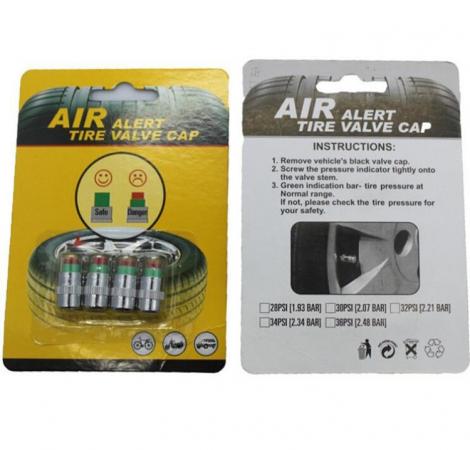 AIR ALERT
TIRE VALVE CAP
Safe
Danger
AIR ALERT
TIRE VALVE CAP
INSTRUCTIONS:
1. Remove vehicle's black valve cap.
2. Screw the pressure indicator tightly onto
the valve stem.
3. Green indication bar- tire pressure at
Normal range.
If not, please check the tire pressure for
your safety.
28PSI [1.93 BAR] 30PSI [2.07 BAR] 32PSI [2.21 BAR]
34PSI [2.34 BAR] 36PSI [2.48 BAR]